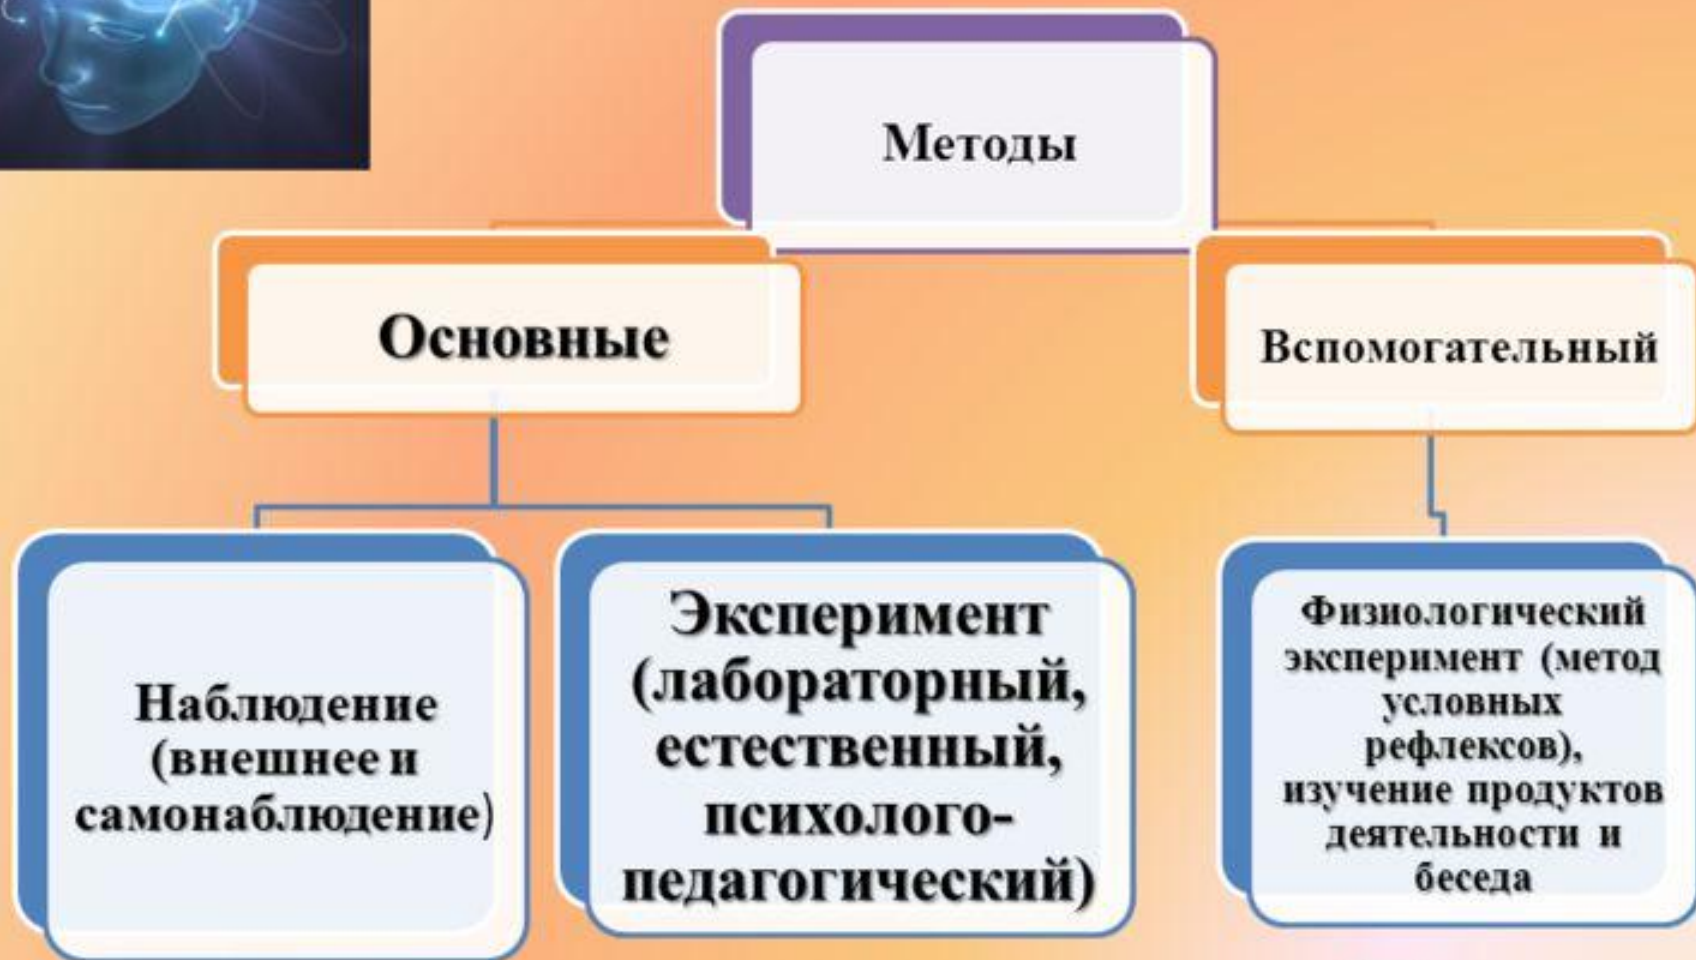 Методы
Основные
Вспомогательный
Наблюдение
(внешнее и
самонаблюдение)
Эксперимент
(лабораторный,
естественный,
психолого-
педагогический)
Физиологический
эксперимент (метод
условных
рефлексов),
изучение продуктов
деятельности и
беседа